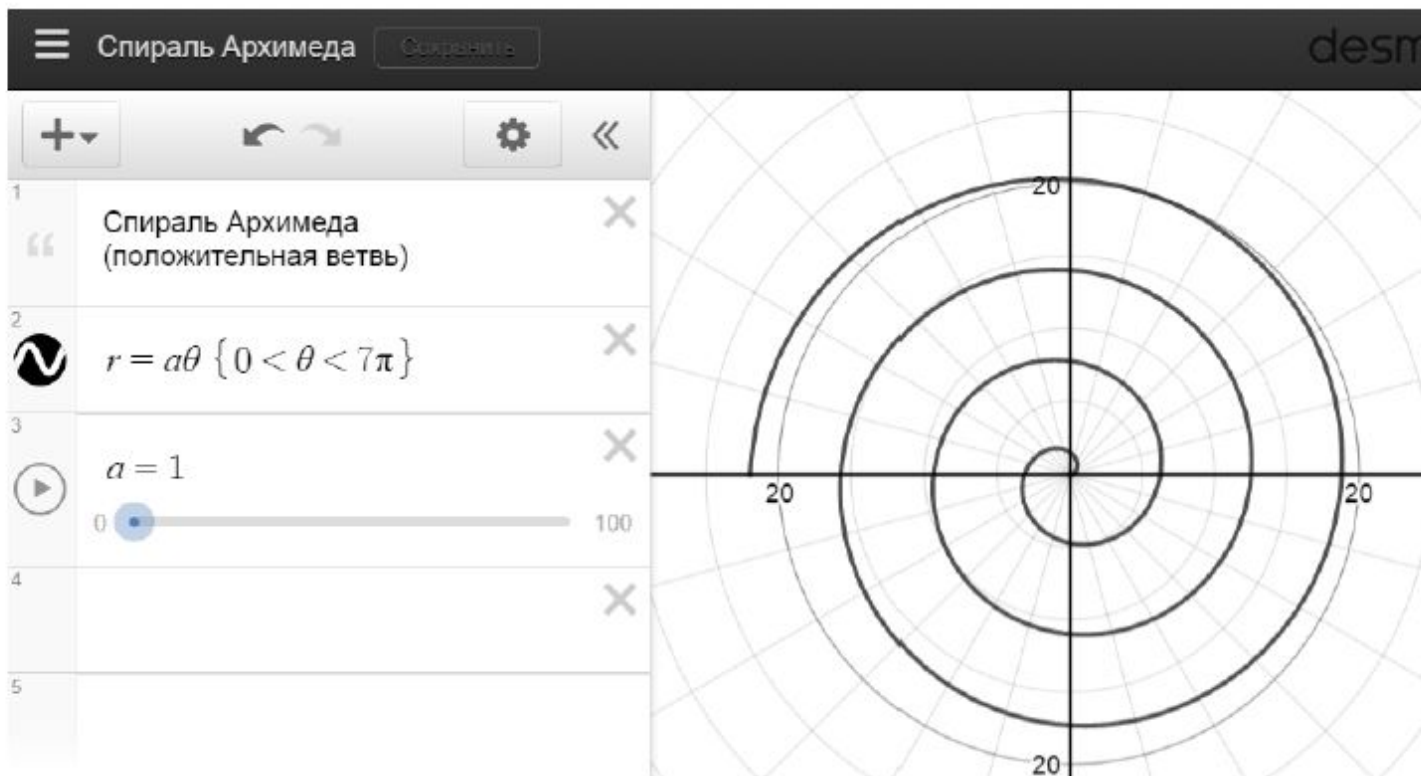 Спираль Архимеда Сохранить desm
1
Спираль Архимеда
(положительная ветвь)
2
r = aθ {0 < θ < 7π}
3
a = 1
0 100
4
5
20
20 20
20